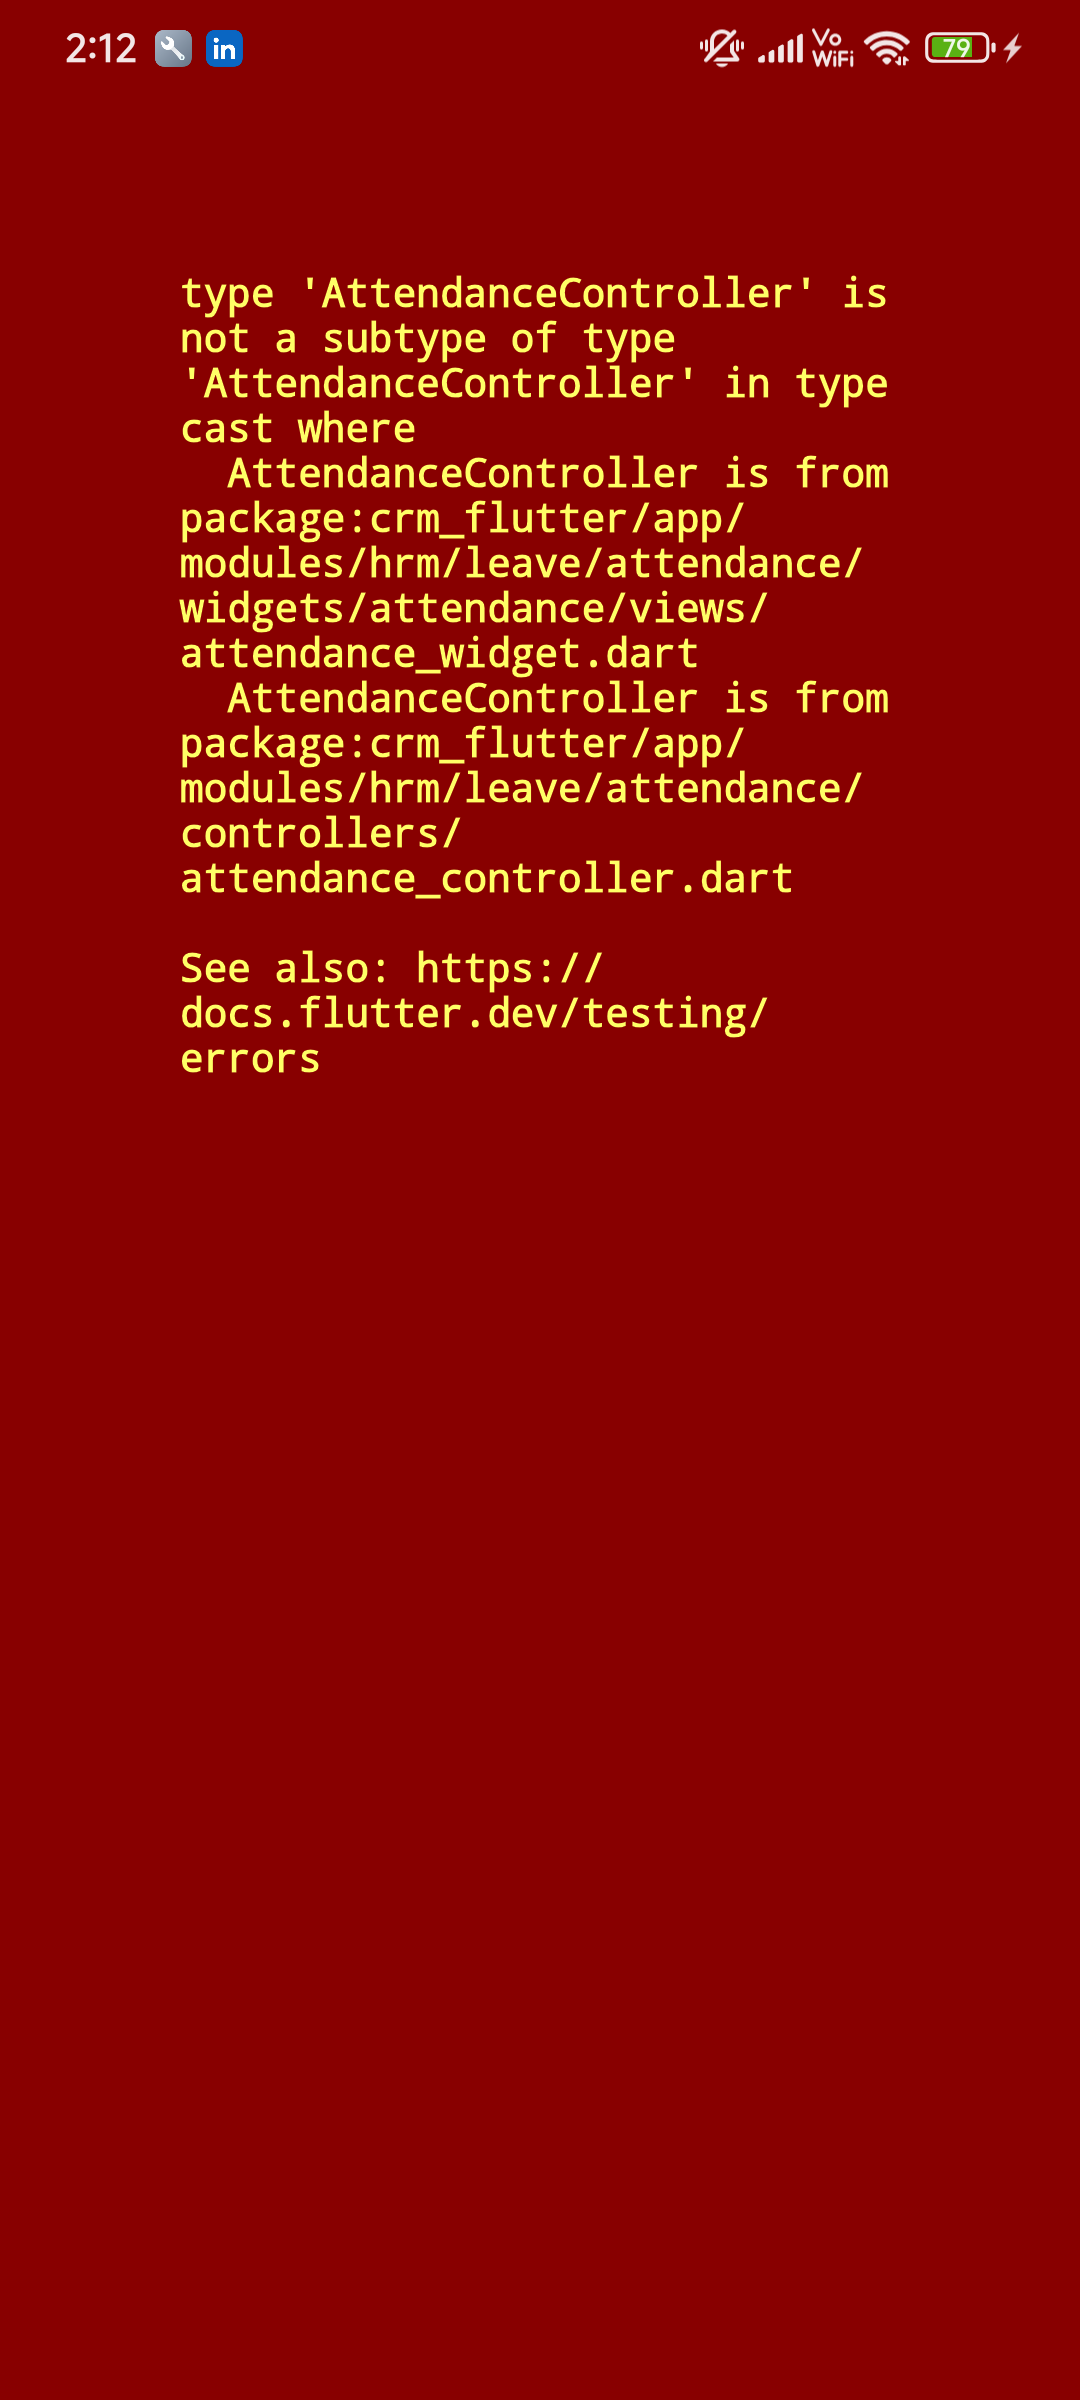 2:12 in Vo WiFi 79
type 'AttendanceController' is
not a subtype of type
'AttendanceController' in type
cast where
  AttendanceController is from
package:crm_flutter/app/
modules/hrm/leave/attendance/
widgets/attendance/views/
attendance_widget.dart
  AttendanceController is from
package:crm_flutter/app/
modules/hrm/leave/attendance/
controllers/
attendance_controller.dart

See also: https://
docs.flutter.dev/testing/
errors